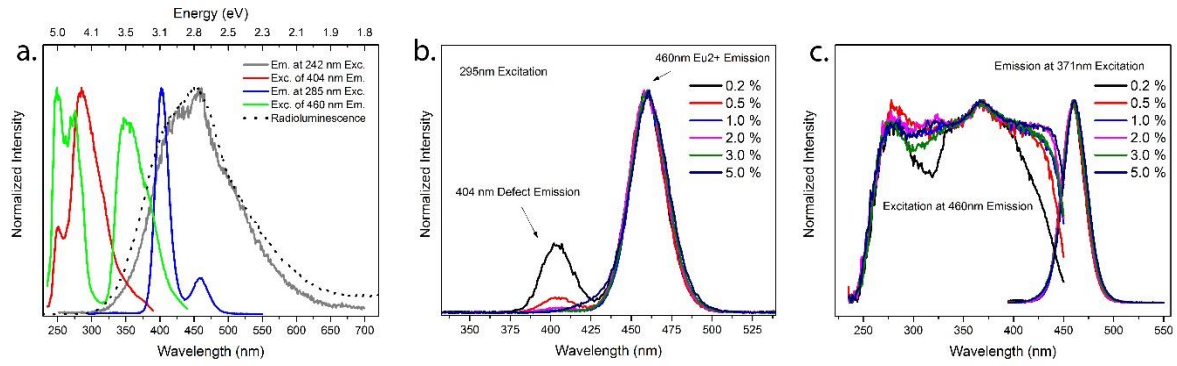 Energy (eV)
5.0 4.1 3.5 3.1 2.8 2.5 2.3 2.1 1.9 1.8
a.
Em. at 242 nm Exc.
Exc. of 404 nm Em.
Em. at 285 nm Exc.
Exc. of 460 nm Em.
Radioluminescence
Normalized Intensity
250 300 350 400 450 500 550 600 650 700
Wavelength (nm)
b.
460nm Eu2+ Emission
295nm Excitation
0.2 %
0.5 %
1.0 %
2.0 %
3.0 %
5.0 %
404 nm Defect Emission
Normalized Intensity
350 375 400 425 450 475 500 525
Wavelength (nm)
c.
Emission at 371nm Excitation
0.2 %
0.5 %
1.0 %
2.0 %
3.0 %
5.0 %
Excitation at 460nm Emission
Normalized Intensity
250 300 350 400 450 500 550
Wavelength (nm)